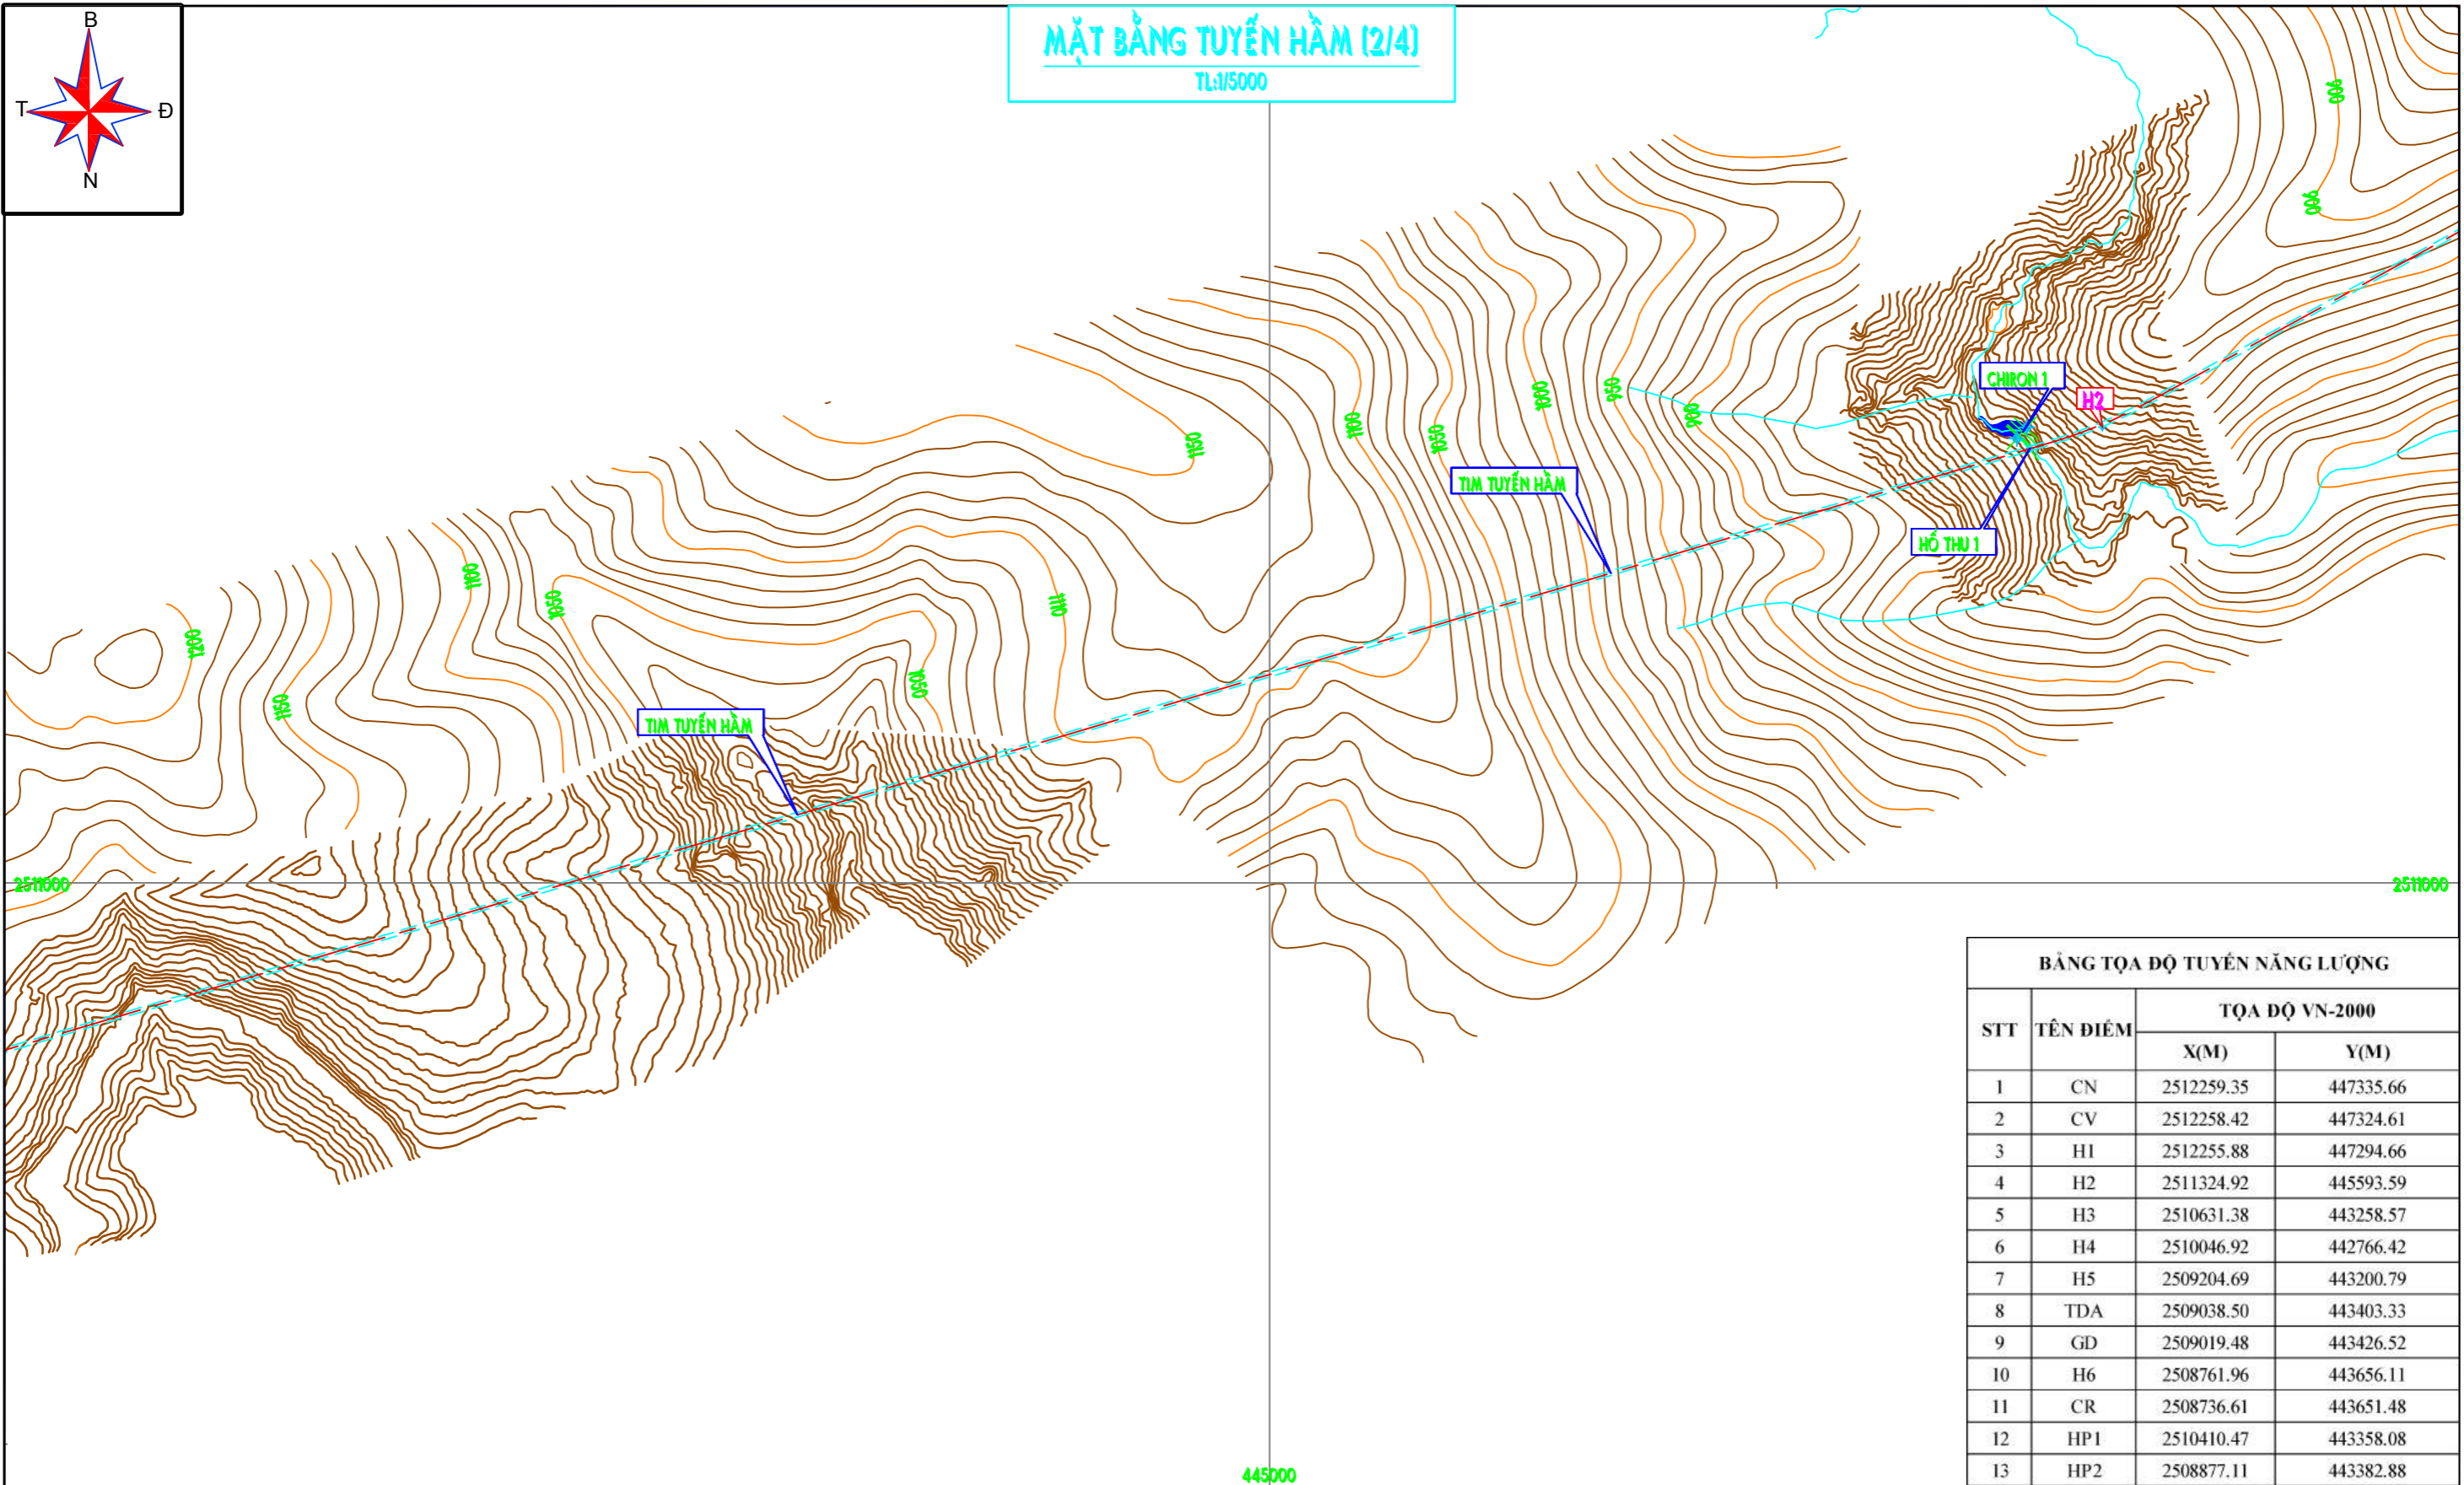 B
T Đ
N
MẶT BẰNG TUYẾN HẦM (2/4)
TL:1/5000
900
900
CHIRON 1
H2
950
1000
900
1100
1050
1150
TIM TUYẾN HẦM
HỐ THU 1
1100
1050
1100
1200
1050
1150
TIM TUYẾN HẦM
2511000
2511000
BẢNG TỌA ĐỘ TUYẾN NĂNG LƯỢNG
STT TÊN ĐIỂM TỌA ĐỘ VN-2000
X(M) Y(M)
1 CN 2512259.35 447335.66
2 CV 2512258.42 447324.61
3 H1 2512255.88 447294.66
4 H2 2511324.92 445593.59
5 H3 2510631.38 443258.57
6 H4 2510046.92 442766.42
7 H5 2509204.69 443200.79
8 TDA 2509038.50 443403.33
9 GD 2509019.48 443426.52
10 H6 2508761.96 443656.11
11 CR 2508736.61 443651.48
12 HP1 2510410.47 443358.08
13 HP2 2508877.11 443382.88
445000